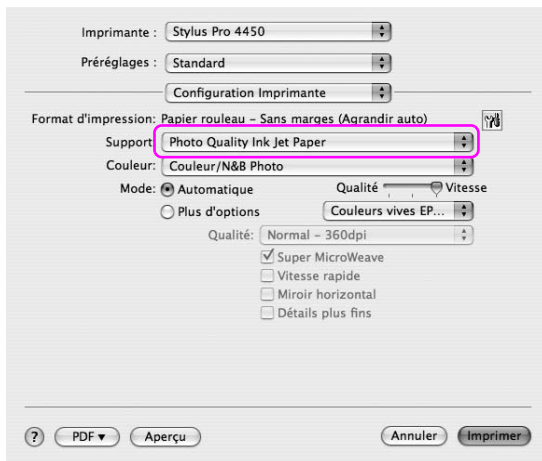 Imprimante : Stylus Pro 4450
Préréglages : Standard
Configuration Imprimante
Format d'impression: Papier rouleau – Sans marges (Agrandir auto)
Support Photo Quality Ink Jet Paper
Couleur: Couleur/N&B Photo
Mode: Automatique Qualité Vitesse
Plus d'options Couleurs vives EP...
Qualité: Normal – 360dpi
Super MicroWeave
Vitesse rapide
Miroir horizontal
Détails plus fins
? PDF Aperçu Annuler Imprimer